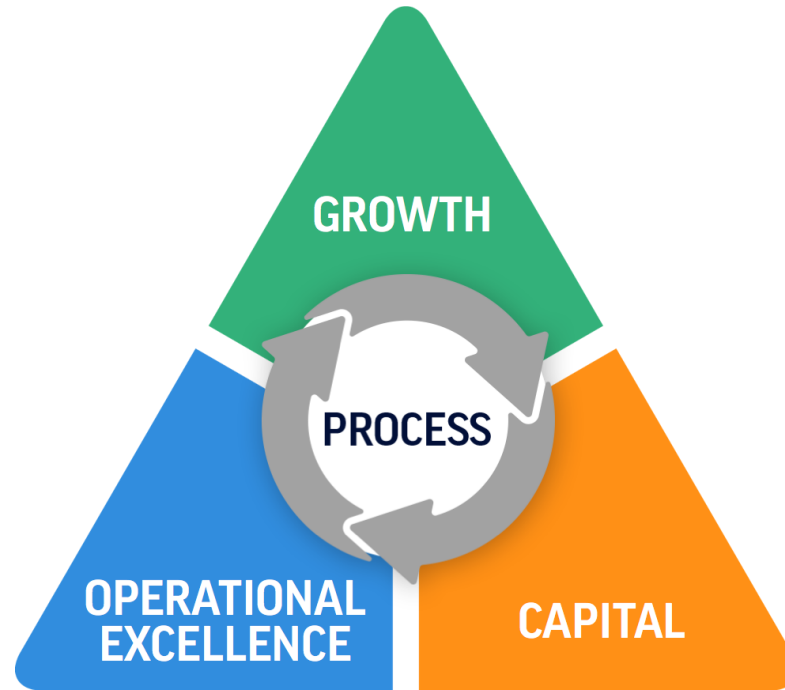 GROWTH
PROCESS
OPERATIONAL
EXCELLENCE
CAPITAL